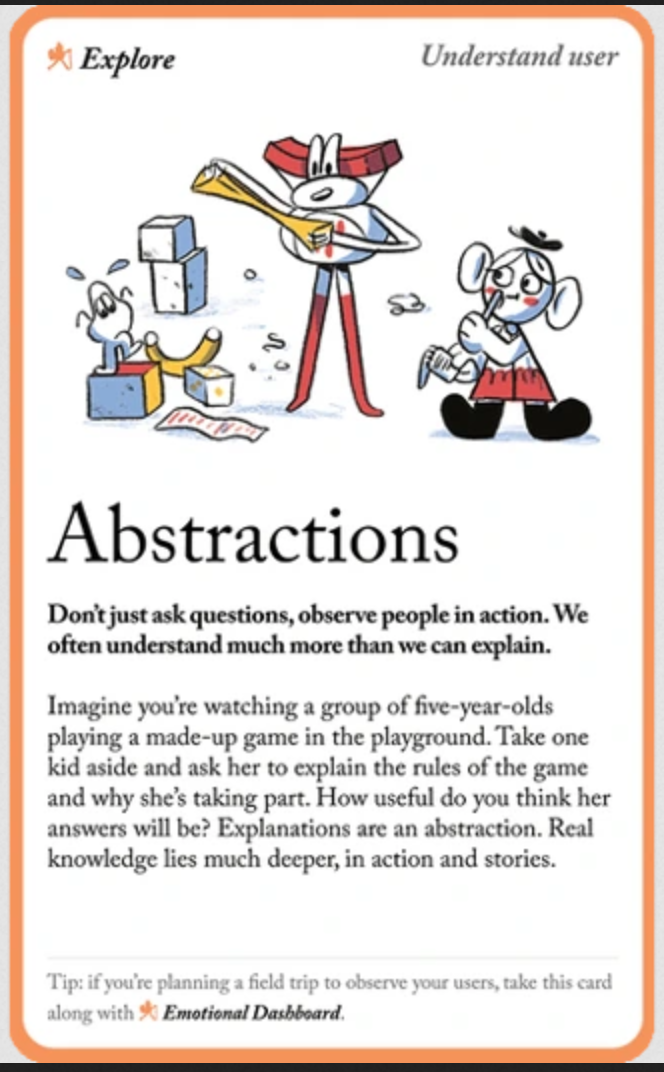 Explore
Understand user
Abstractions
Don't just ask questions, observe people in action. We
often understand much more than we can explain.
Imagine you're watching a group of five-year-olds
playing a made-up game in the playground. Take one
kid aside and ask her to explain the rules of the game
and why she's taking part. How useful do you think her
answers will be? Explanations are an abstraction. Real
knowledge lies much deeper, in action and stories.
Tip: if you're planning a field trip to observe your users, take this card
along with Emotional Dashboard.